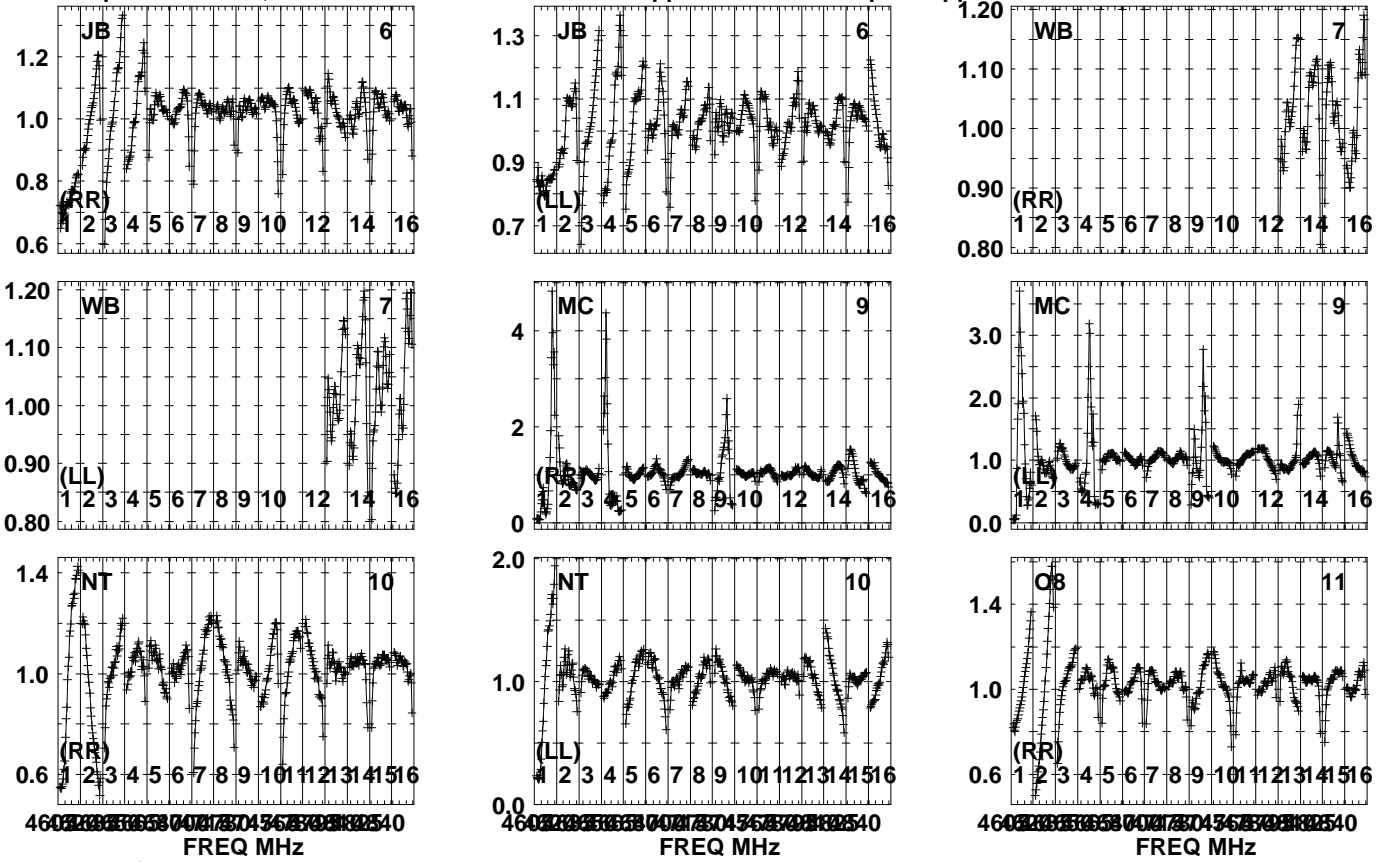 JB 6
1.2
1.0
0.8
0.6
(RR)
1 2 3 4 5 6 7 8 9 10 12 14 16
JB 6
1.3
1.1
0.9
0.7
(LL)
1 2 3 4 5 6 7 8 9 10 12 14 16
WB 7
1.20
1.10
1.00
0.90
0.80
(RR)
1 2 3 4 5 6 7 9 10 12 14 16
WB 7
1.20
1.10
1.00
0.90
0.80
(LL)
1 2 3 4 5 6 7 8 9 10 12 14 16
MC 9
4
2
0
(RR)
1 2 3 4 5 6 7 8 9 10 12 14 16
MC 9
3.0
2.0
1.0
0.0
(LL)
1 2 3 4 5 6 7 8 9 10 12 14 16
NT 10
1.4
1.0
0.6
(RR)
1 2 3 4 5 6 7 8 9 10 11 12 13 14 15 16
FREQ MHz
NT 10
2.0
1.0
0.0
(LL)
2 3 4 5 6 7 8 9 10 11 12 13 14 15 16
FREQ MHz
O8 11
1.4
1.0
0.6
(RR)
1 2 3 4 5 6 7 8 9 10 11 12 13 14 15 16
FREQ MHz